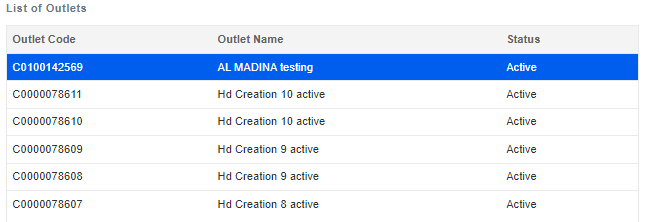 List of Outlets
Outlet Code Outlet Name Status
C0100142569 AL MADINA testing Active
C0000078611 Hd Creation 10 active Active
C0000078610 Hd Creation 10 active Active
C0000078609 Hd Creation 9 active Active
C0000078608 Hd Creation 9 active Active
C0000078607 Hd Creation 8 active Active